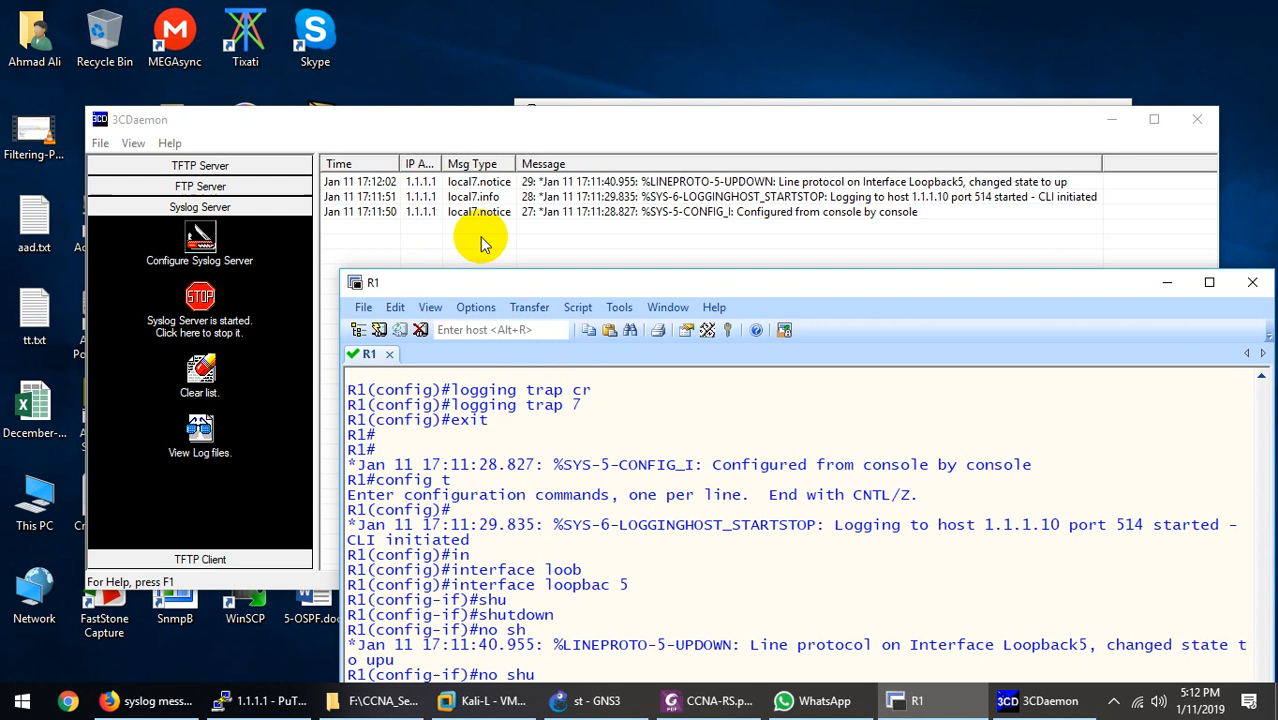 Ahmad Ali
Recycle Bin
MEGAsync
Tixati
Skype
3CDaemon
File View Help
Filtering-P...
aad.txt
tt.txt
December-...
This PC
Network
TFTP Server
FTP Server
Syslog Server
Configure Syslog Server
STOP
Syslog Server is started.
Click here to stop it.
Clear list.
View Log files.
TFTP Client
For Help, press F1
Time IP A... Msg Type Message
Jan 11 17:12:02 1.1.1.1 local7.notice 29: *Jan 11 17:11:40.955: %LINEPROTO-5-UPDOWN: Line protocol on Interface Loopback5, changed state to up
Jan 11 17:11:51 1.1.1.1 local7.info 28: *Jan 11 17:11:29.835: %SYS-6-LOGGINGHOST_STARTSTOP: Logging to host 1.1.1.10 port 514 started - CLI initiated
Jan 11 17:11:50 1.1.1.1 local7.notice 27: *Jan 11 17:11:28.827: %SYS-5-CONFIG_I: Configured from console by console
R1
File Edit View Options Transfer Script Tools Window Help
Enter host <Alt+R>
R1
R1(config)#logging trap cr
R1(config)#logging trap 7
R1(config)#exit
R1#
R1#
*Jan 11 17:11:28.827: %SYS-5-CONFIG_I: Configured from console by console
R1#config t
Enter configuration commands, one per line.  End with CNTL/Z.
R1(config)#
*Jan 11 17:11:29.835: %SYS-6-LOGGINGHOST_STARTSTOP: Logging to host 1.1.1.10 port 514 started -
CLI initiated
R1(config)#in
R1(config)#interface loob
R1(config)#interface loopbac 5
R1(config-if)#shu
R1(config-if)#shutdown
R1(config-if)#no sh
*Jan 11 17:11:40.955: %LINEPROTO-5-UPDOWN: Line protocol on Interface Loopback5, changed state t
o upu
R1(config-if)#no shu
FastStone
Capture
SnmpB
WinSCP
5-OSPF.doc
syslog mess...
1.1.1.1 - PuT...
F:\CCNA_Se...
Kali-L - VM...
st - GNS3
CCNA-RS.p...
WhatsApp
R1
3CDaemon
5:12 PM
1/11/2019